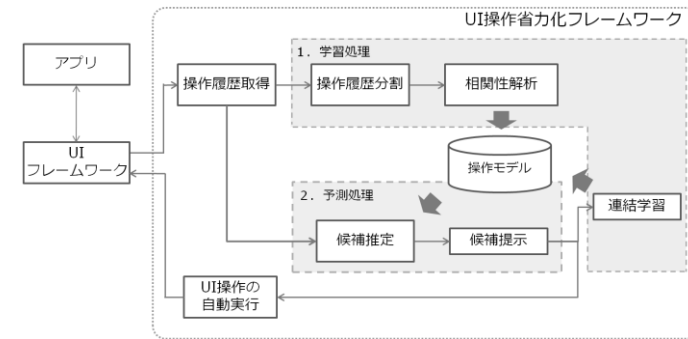 UI操作省力化フレームワーク
1. 学習処理
アプリ
操作履歴取得
操作履歴分割
相関性解析
UI
フレームワーク
操作モデル
2. 予測処理
連結学習
候補推定
候補提示
UI操作の
自動実行